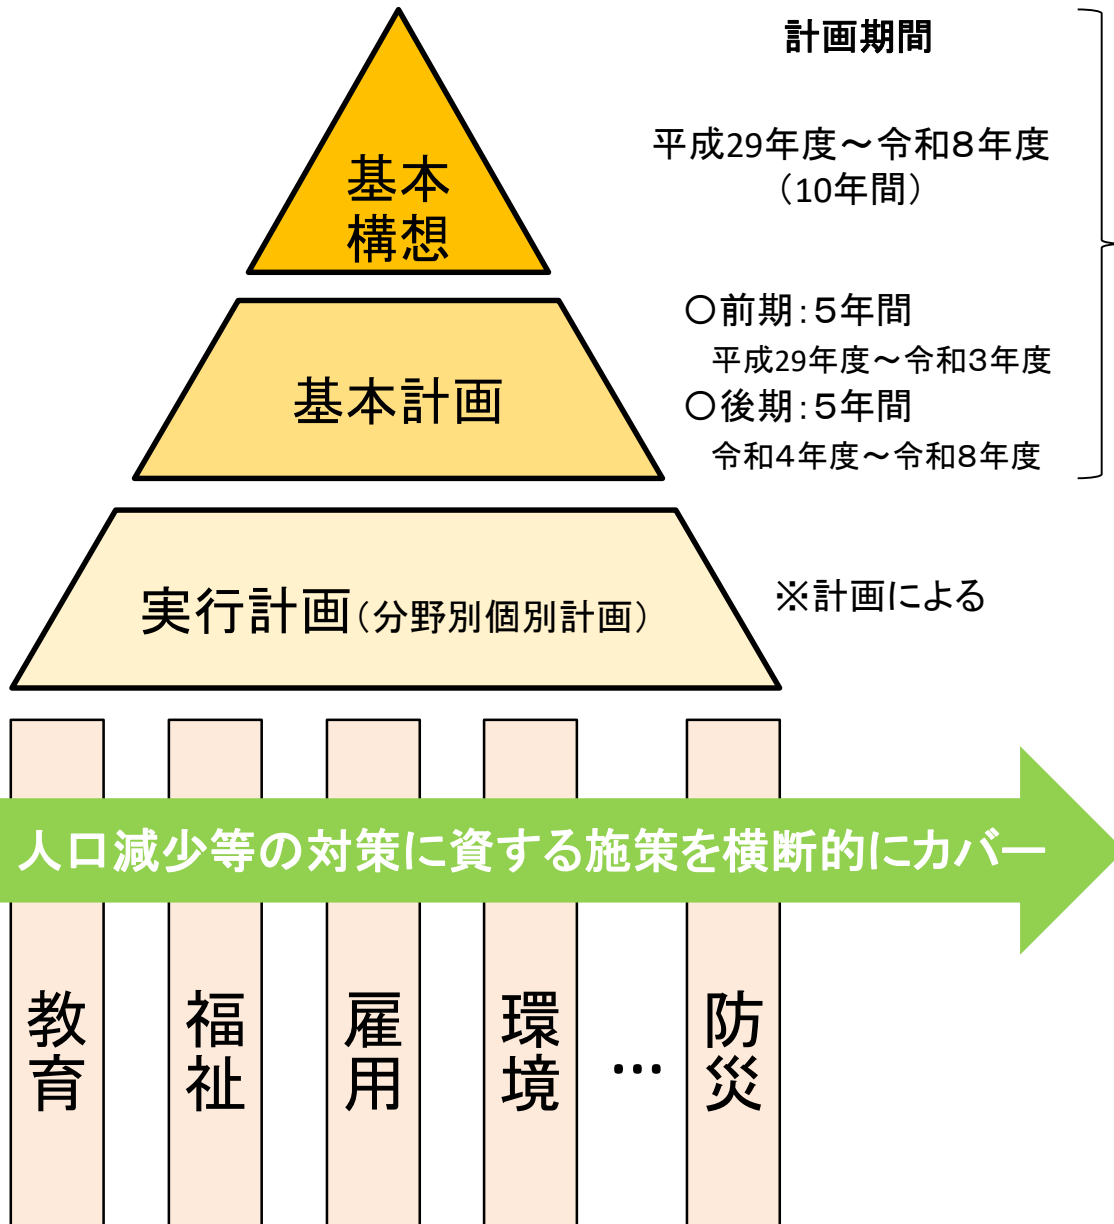 計画期間
基本
構想
平成29年度～令和８年度
（10年間）
基本計画
○前期：５年間
平成29年度～令和３年度
○後期：５年間
令和４年度～令和８年度
実行計画（分野別個別計画）
※計画による
人口減少等の対策に資する施策を横断的にカバー
教育
福祉
雇用
環境
…
防災